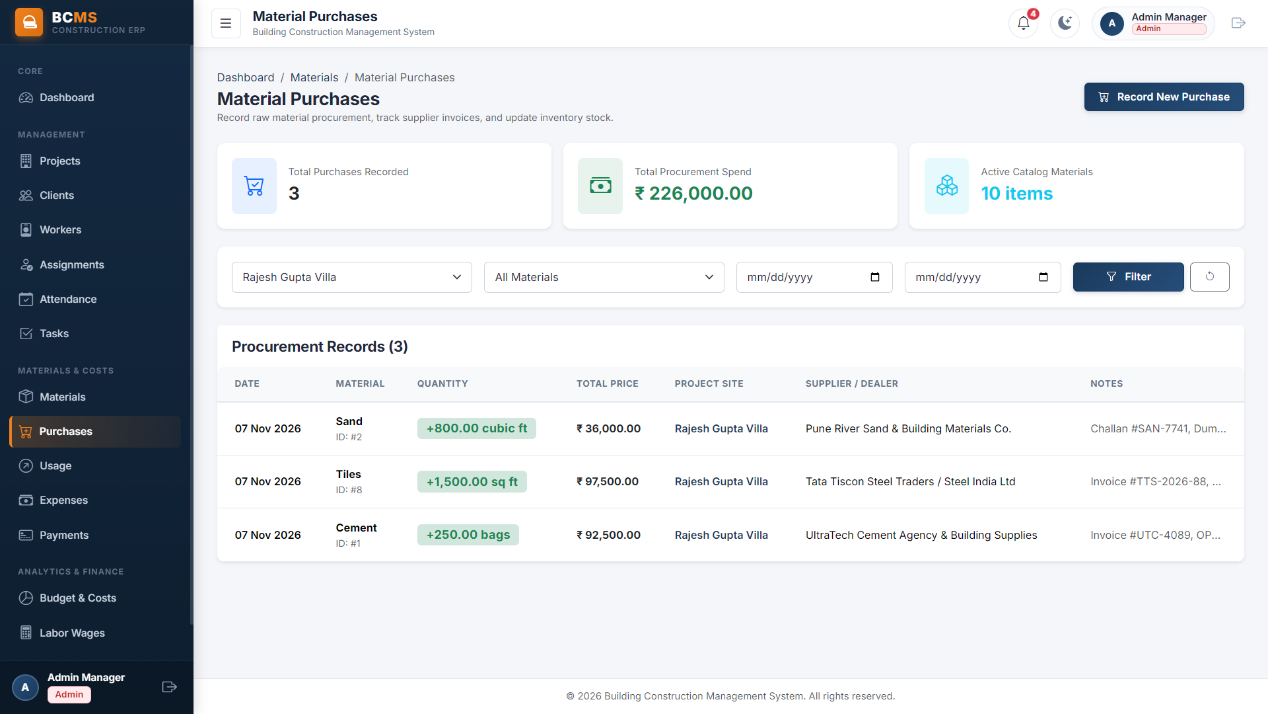 BCMS
CONSTRUCTION ERP
CORE
Dashboard
MANAGEMENT
Projects
Clients
Workers
Assignments
Attendance
Tasks
MATERIALS & COSTS
Materials
Purchases
Usage
Expenses
Payments
ANALYTICS & FINANCE
Budget & Costs
Labor Wages
A
Admin Manager
Admin
Material Purchases
Building Construction Management System
4
A
Admin Manager
Admin
Dashboard / Materials / Material Purchases
Material Purchases
Record raw material procurement, track supplier invoices, and update inventory stock.
Record New Purchase
Total Purchases Recorded
3
Total Procurement Spend
₹ 226,000.00
Active Catalog Materials
10 items
Rajesh Gupta Villa
All Materials
mm/dd/yyyy
mm/dd/yyyy
Filter
Procurement Records (3)
DATE MATERIAL QUANTITY TOTAL PRICE PROJECT SITE SUPPLIER / DEALER NOTES
07 Nov 2026 Sand +800.00 cubic ft ₹ 36,000.00 Rajesh Gupta Villa Pune River Sand & Building Materials Co. Challan #SAN-7741, Dum...
ID: #2
07 Nov 2026 Tiles +1,500.00 sq ft ₹ 97,500.00 Rajesh Gupta Villa Tata Tiscon Steel Traders / Steel India Ltd Invoice #TTS-2026-88, ...
ID: #8
07 Nov 2026 Cement +250.00 bags ₹ 92,500.00 Rajesh Gupta Villa UltraTech Cement Agency & Building Supplies Invoice #UTC-4089, OP...
ID: #1
© 2026 Building Construction Management System. All rights reserved.